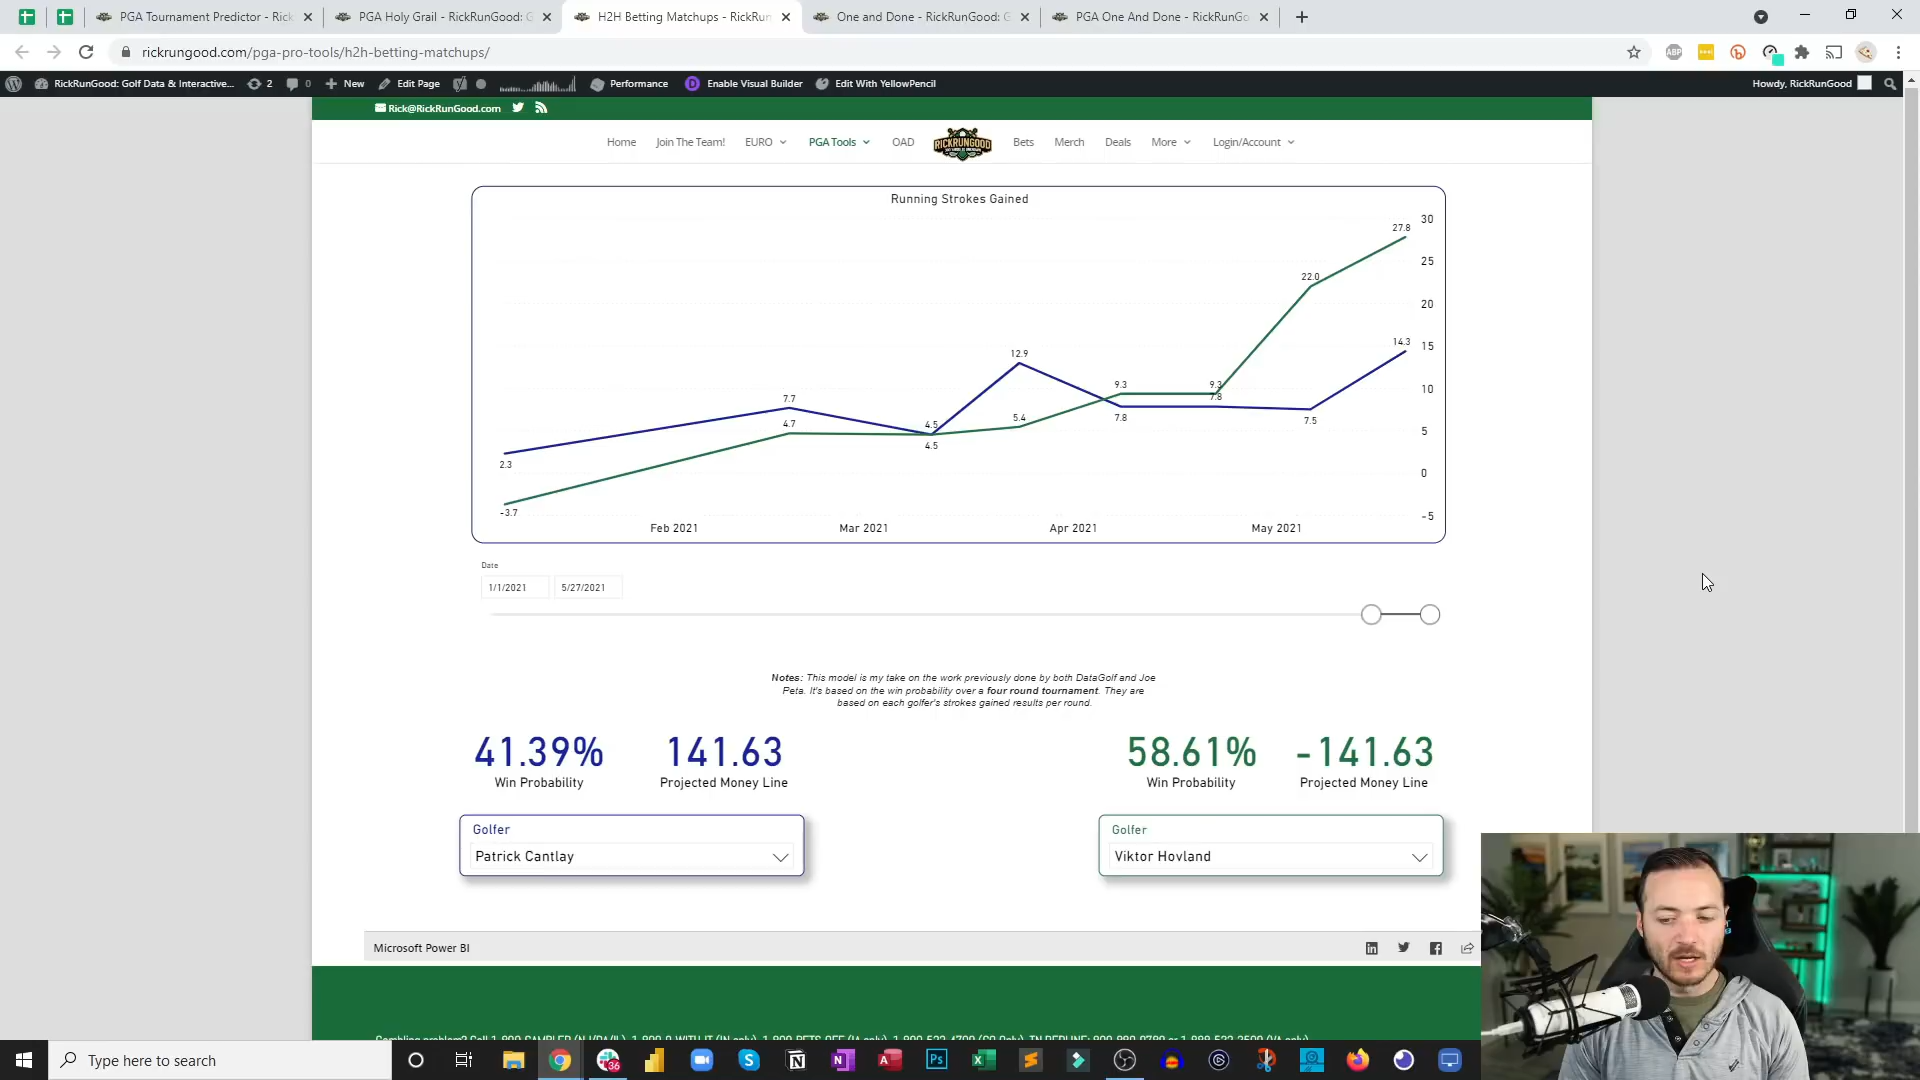 PGA Tournament Predictor - Rick
PGA Holy Grail - RickRunGood: G
H2H Betting Matchups - RickRun
One and Done - RickRunGood: G
PGA One And Done - RickRunGo
rickrungood.com/pga-pro-tools/h2h-betting-matchups/
ABP
RickRunGood: Golf Data & Interactive...
2
0
New
Edit Page
Performance
D
Enable Visual Builder
Edit With YellowPencil
Howdy, RickRunGood
Rick@RickRunGood.com
Home
Join The Team!
EURO
PGA Tools
OAD
RICKRUNGOOD
Bets
Merch
Deals
More
Login/Account
Running Strokes Gained
30
27.8
25
22.0
20
15
14.3
12.9
10
9.3
9.3
7.8
7.7
7.8
7.5
5.4
5
4.7
4.5
4.5
2.3
0
-3.7
-5
Feb 2021
Mar 2021
Apr 2021
May 2021
Date
1/1/2021
5/27/2021
Notes: This model is my take on the work previously done by both DataGolf and Joe
Peta. It's based on the win probability over a four round tournament. They are
based on each golfer's strokes gained results per round.
41.39%
141.63
58.61%
-141.63
Win Probability
Projected Money Line
Win Probability
Projected Money Line
Golfer
Patrick Cantlay
Golfer
Viktor Hovland
Microsoft Power BI
Type here to search
36